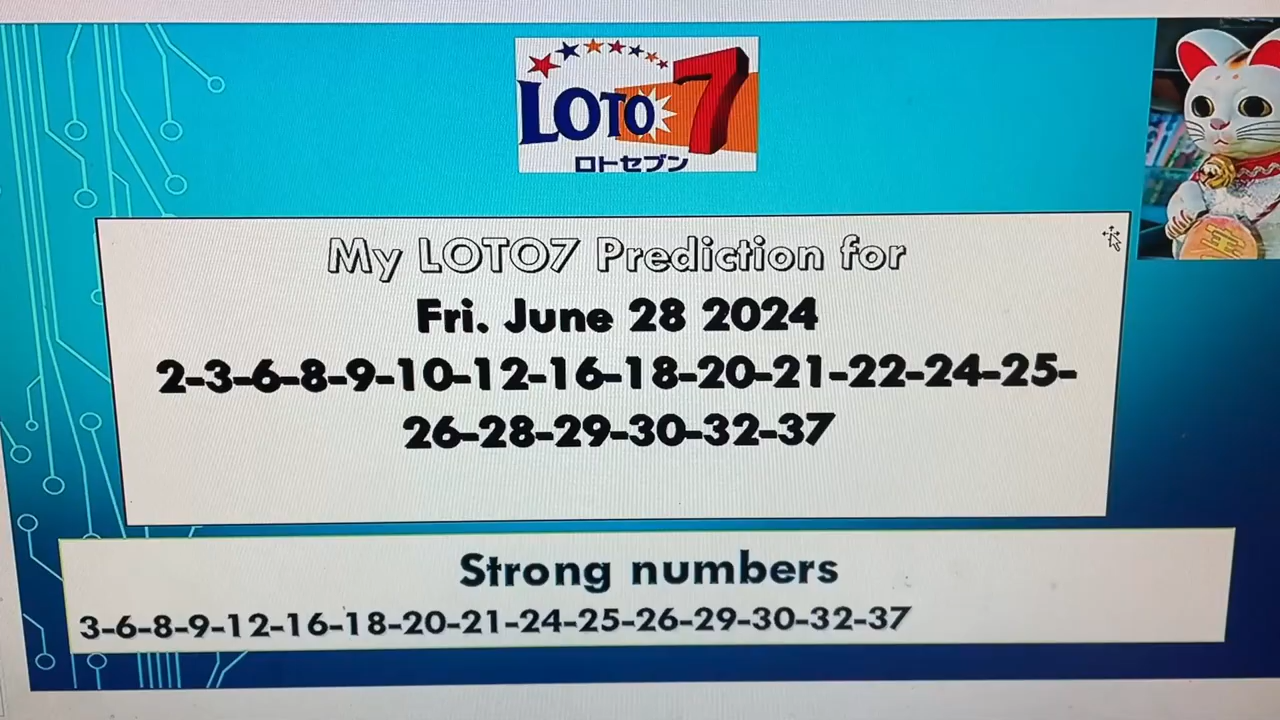 LOTO 7
ロトセブン
My LOTO7 Prediction for
Fri. June 28 2024
2-3-6-8-9-10-12-16-18-20-21-22-24-25-
26-28-29-30-32-37
Strong numbers
3-6-8-9-12-16-18-20-21-24-25-26-29-30-32-37